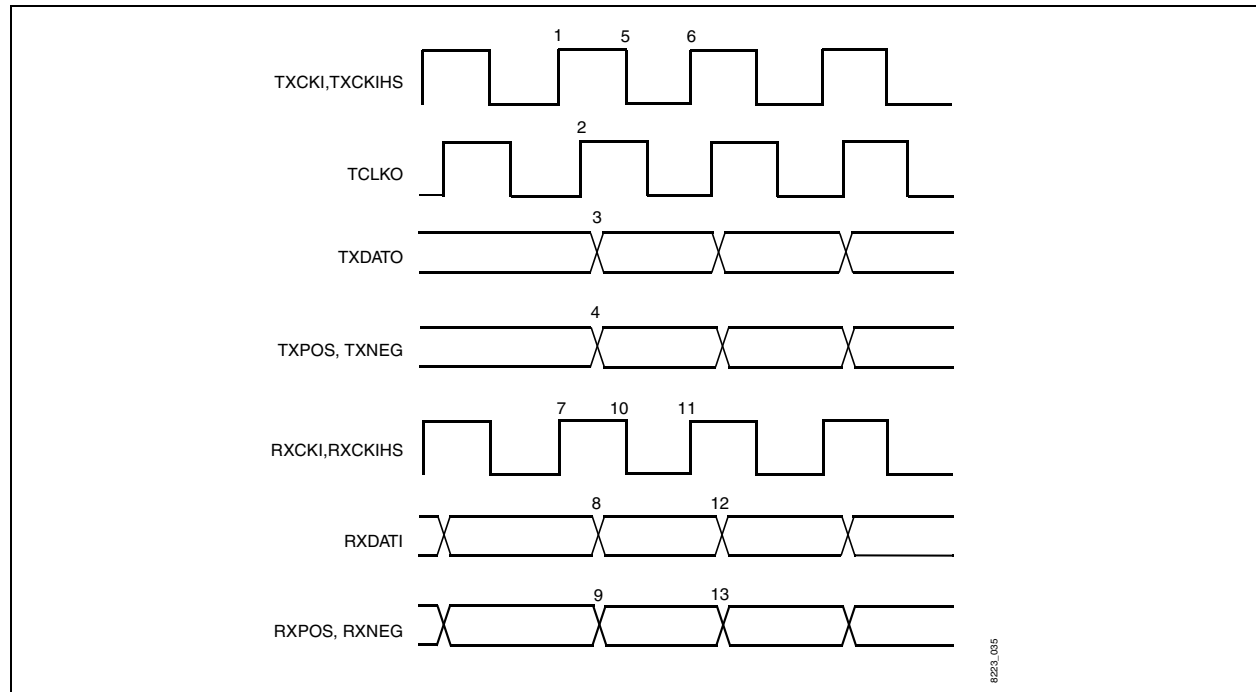 1 5 6
TXCKI,TXCKIHS
2
TCLKO
3
TXDATO
4
TXPOS, TXNEG
7 10 11
RXCKI,RXCKIHS
8 12
RXDATI
9 13
RXPOS, RXNEG
8223_035